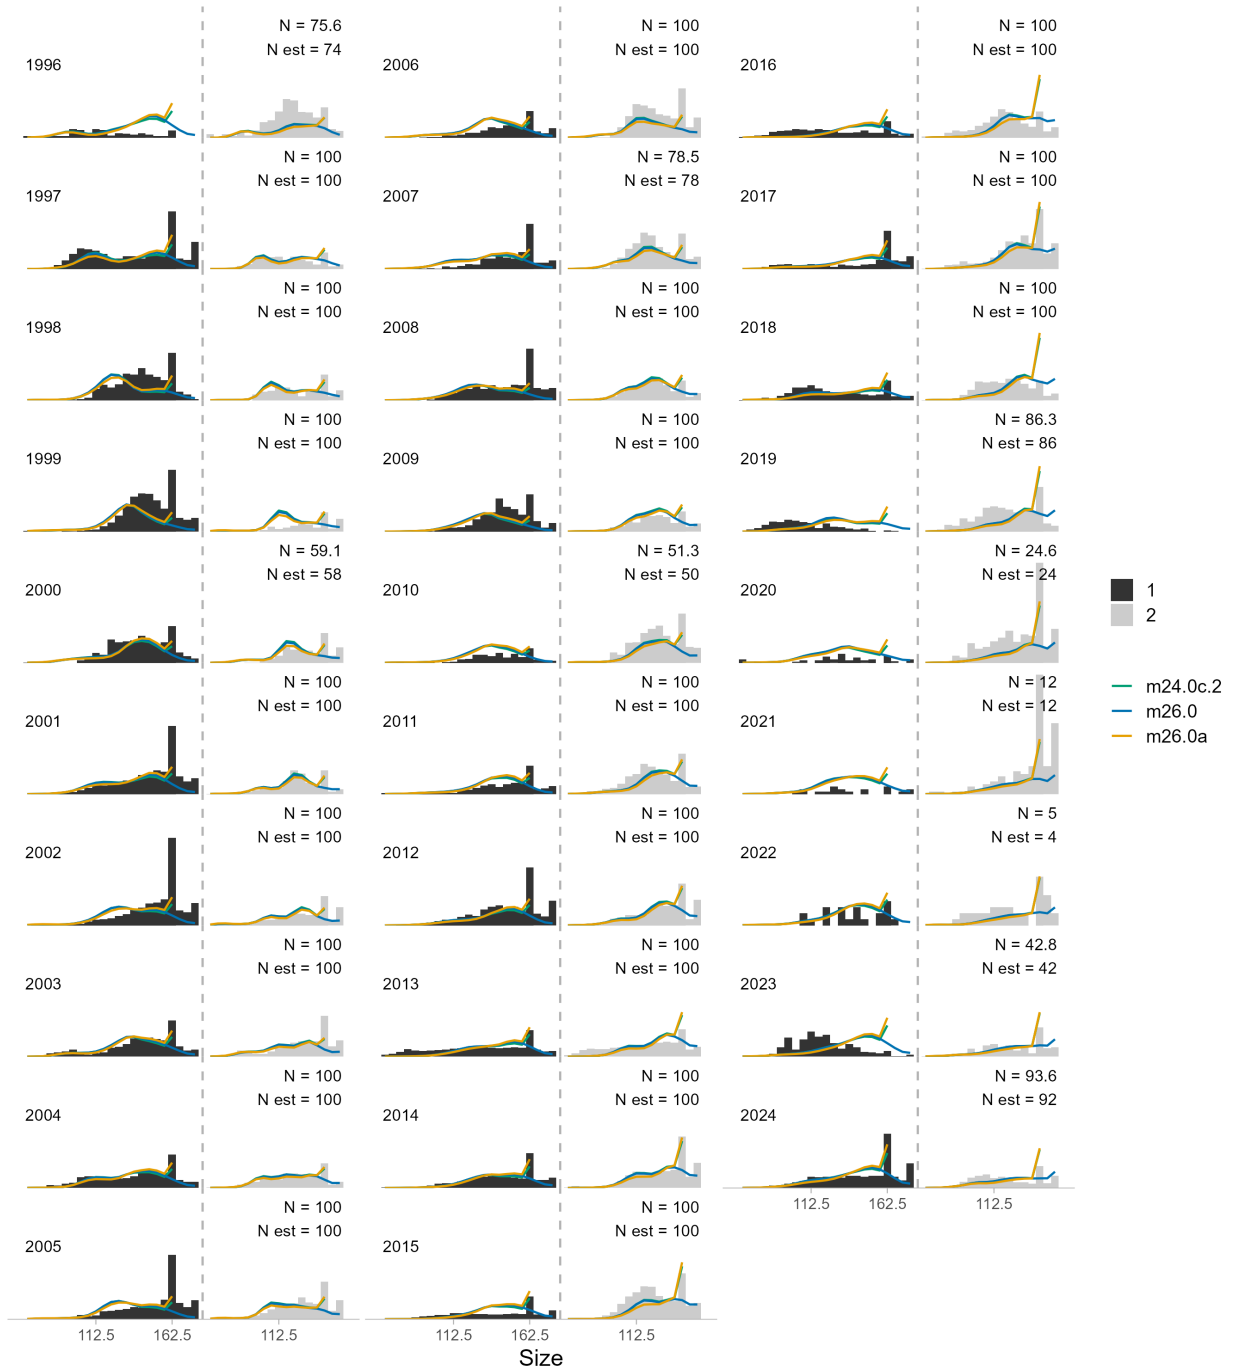 N = 75.6
N est = 74
1996
N = 100
N est = 100
2006
N = 100
N est = 100
2016
N = 100
N est = 100
1997
N = 78.5
N est = 78
2007
N = 100
N est = 100
2017
N = 100
N est = 100
1998
N = 100
N est = 100
2008
N = 100
N est = 100
2018
N = 100
N est = 100
1999
N = 100
N est = 100
2009
N = 86.3
N est = 86
2019
N = 59.1
N est = 58
2000
N = 51.3
N est = 50
2010
N = 24.6
N est = 24
2020
N = 100
N est = 100
2001
N = 100
N est = 100
2011
N = 12
N est = 12
2021
N = 100
N est = 100
2002
N = 100
N est = 100
2012
N = 5
N est = 4
2022
N = 100
N est = 100
2003
N = 100
N est = 100
2013
N = 42.8
N est = 42
2023
N = 100
N est = 100
2004
N = 100
N est = 100
2014
N = 93.6
N est = 92
2024
112.5 162.5 112.5
N = 100
N est = 100
2005
N = 100
N est = 100
2015
112.5 162.5 112.5
112.5 162.5 112.5
Size
1
2
m24.0c.2
m26.0
m26.0a